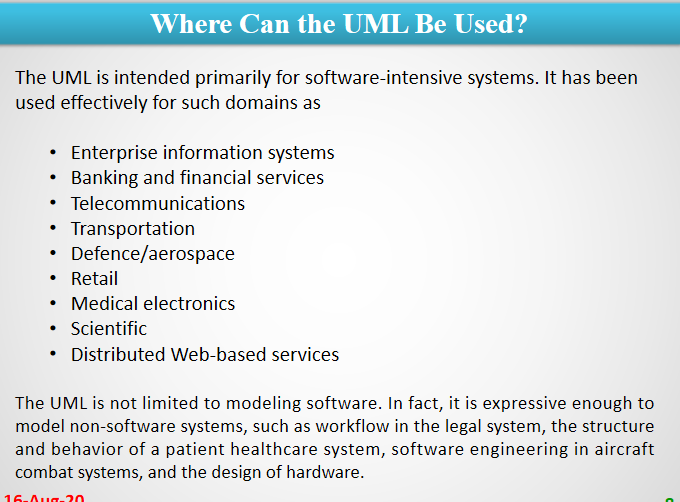 Where Can the UML Be Used?
The UML is intended primarily for software-intensive systems. It has been
used effectively for such domains as
• Enterprise information systems
• Banking and financial services
• Telecommunications
• Transportation
• Defence/aerospace
• Retail
• Medical electronics
• Scientific
• Distributed Web-based services
The UML is not limited to modeling software. In fact, it is expressive enough to
model non-software systems, such as workflow in the legal system, the structure
and behavior of a patient healthcare system, software engineering in aircraft
combat systems, and the design of hardware.
16-Aug-20